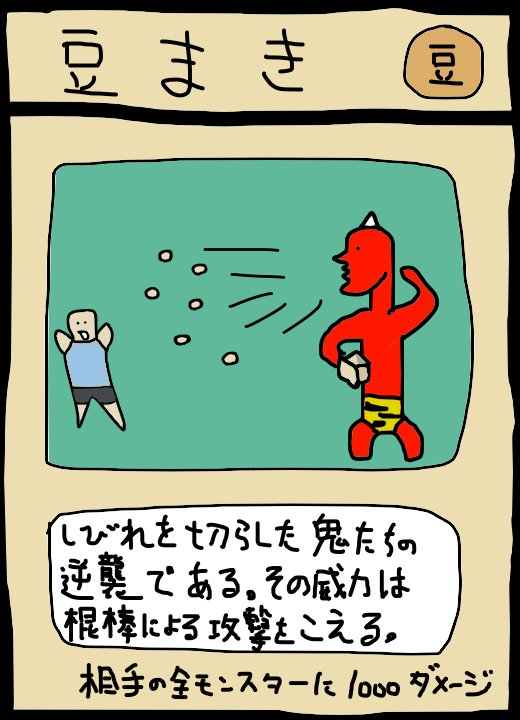 豆まき
豆
しびれを切らした鬼たちの
逆襲である。その威力は
棍棒による攻撃をこえる。
相手の全モンスターに1000ダメージ